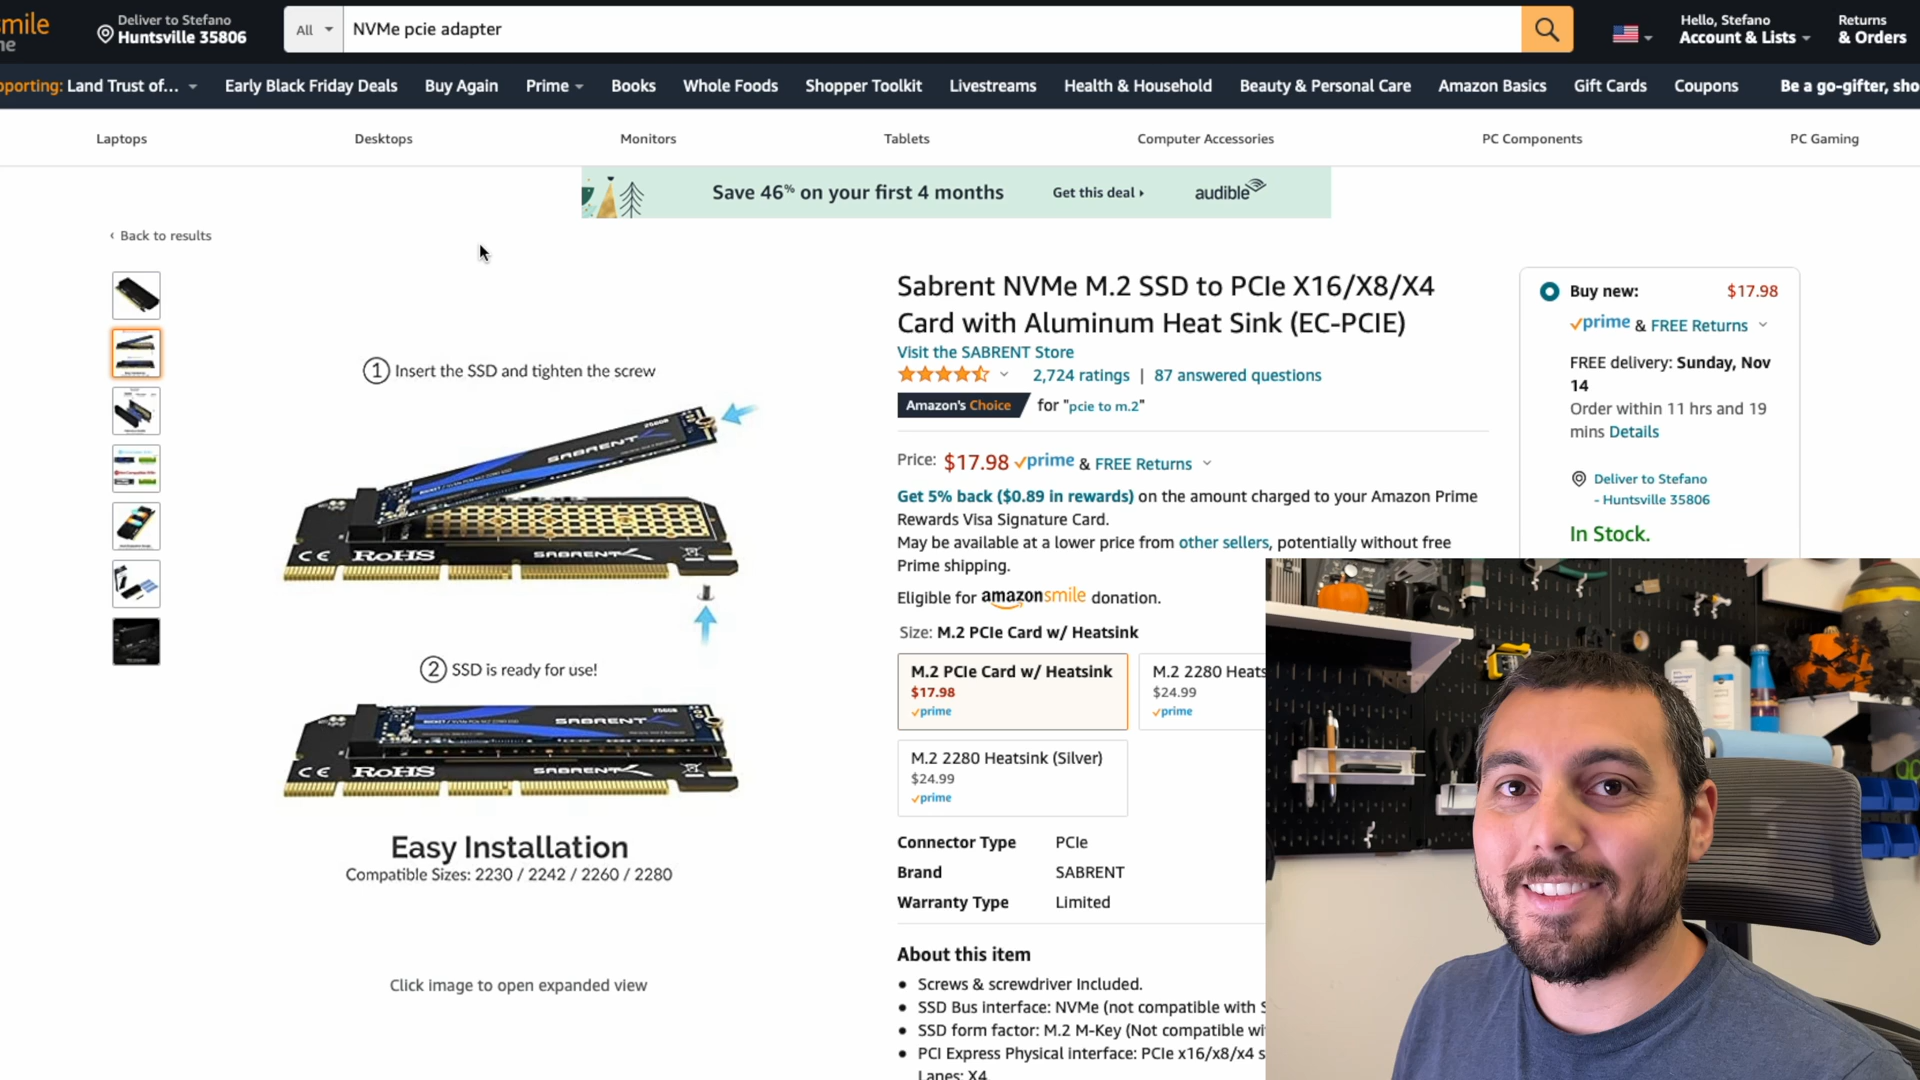 smile
ne
Deliver to Stefano
Huntsville 35806
All
NVMe pcie adapter
Hello, Stefano
Account & Lists
Returns
& Orders
pporting: Land Trust of...
Early Black Friday Deals
Buy Again
Prime
Books
Whole Foods
Shopper Toolkit
Livestreams
Health & Household
Beauty & Personal Care
Amazon Basics
Gift Cards
Coupons
Be a go-gifter, sho
Laptops
Desktops
Monitors
Tablets
Computer Accessories
PC Components
PC Gaming
Save 46% on your first 4 months
Get this deal
audible
‹ Back to results
1 Insert the SSD and tighten the screw
256GB
SABRENT
CE RoHS SABRENT
2 SSD is ready for use!
256GB
SABRENT
CE RoHS SABRENT
Easy Installation
Compatible Sizes: 2230 / 2242 / 2260 / 2280
Click image to open expanded view
Sabrent NVMe M.2 SSD to PCIe X16/X8/X4
Card with Aluminum Heat Sink (EC-PCIE)
Visit the SABRENT Store
2,724 ratings | 87 answered questions
Amazon's Choice for "pcie to m.2"
Price: $17.98 prime & FREE Returns
Get 5% back ($0.89 in rewards) on the amount charged to your Amazon Prime
Rewards Visa Signature Card.
May be available at a lower price from other sellers, potentially without free
Prime shipping.
Eligible for amazonsmile donation.
Size: M.2 PCIe Card w/ Heatsink
M.2 PCIe Card w/ Heatsink
$17.98
prime
M.2 2280 Heats
$24.99
prime
M.2 2280 Heatsink (Silver)
$24.99
prime
Connector Type PCIe
Brand SABRENT
Warranty Type Limited
About this item
• Screws & screwdriver Included.
• SSD Bus interface: NVMe (not compatible with S
• SSD form factor: M.2 M-Key (Not compatible wi
• PCI Express Physical interface: PCIe x16/x8/x4 s
Lanes: X4
Buy new: $17.98
prime & FREE Returns
FREE delivery: Sunday, Nov
14
Order within 11 hrs and 19
mins Details
Deliver to Stefano
- Huntsville 35806
In Stock.